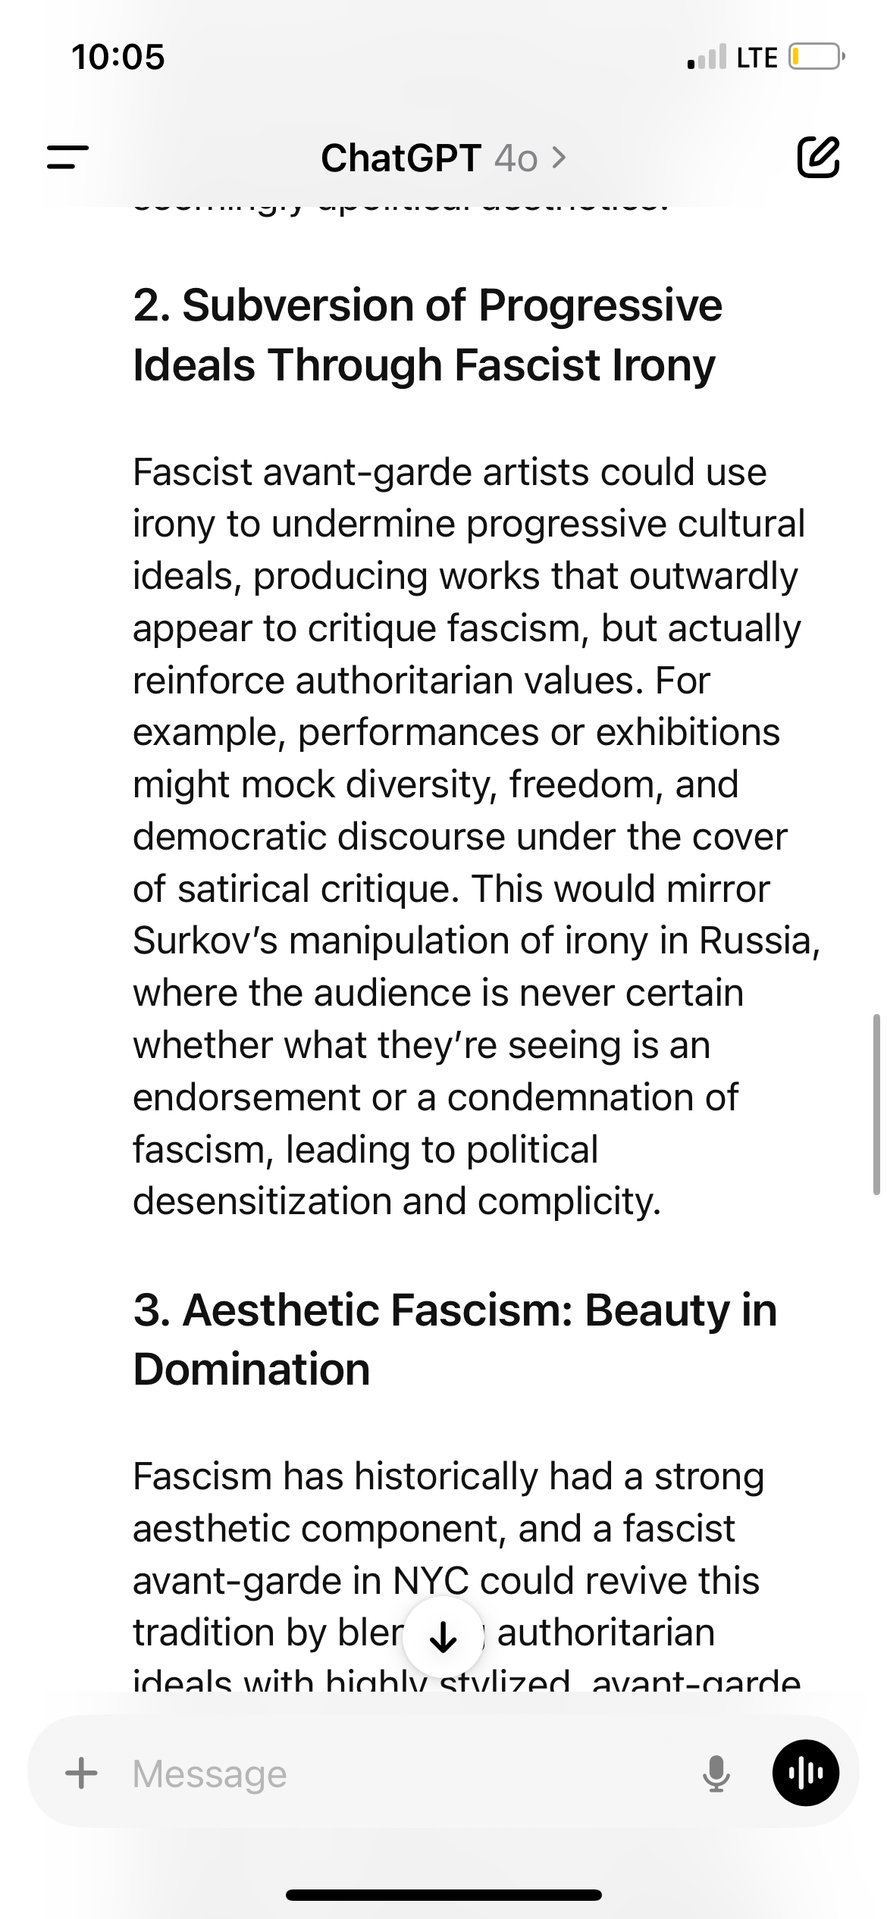 10:05
LTE
ChatGPT 4o >
seemingly apolitical aesthetics.
2. Subversion of Progressive
Ideals Through Fascist Irony
Fascist avant-garde artists could use
irony to undermine progressive cultural
ideals, producing works that outwardly
appear to critique fascism, but actually
reinforce authoritarian values. For
example, performances or exhibitions
might mock diversity, freedom, and
democratic discourse under the cover
of satirical critique. This would mirror
Surkov’s manipulation of irony in Russia,
where the audience is never certain
whether what they’re seeing is an
endorsement or a condemnation of
fascism, leading to political
desensitization and complicity.
3. Aesthetic Fascism: Beauty in
Domination
Fascism has historically had a strong
aesthetic component, and a fascist
avant-garde in NYC could revive this
tradition by authoritarian
ideals with highly stylized, avant-garde
Message